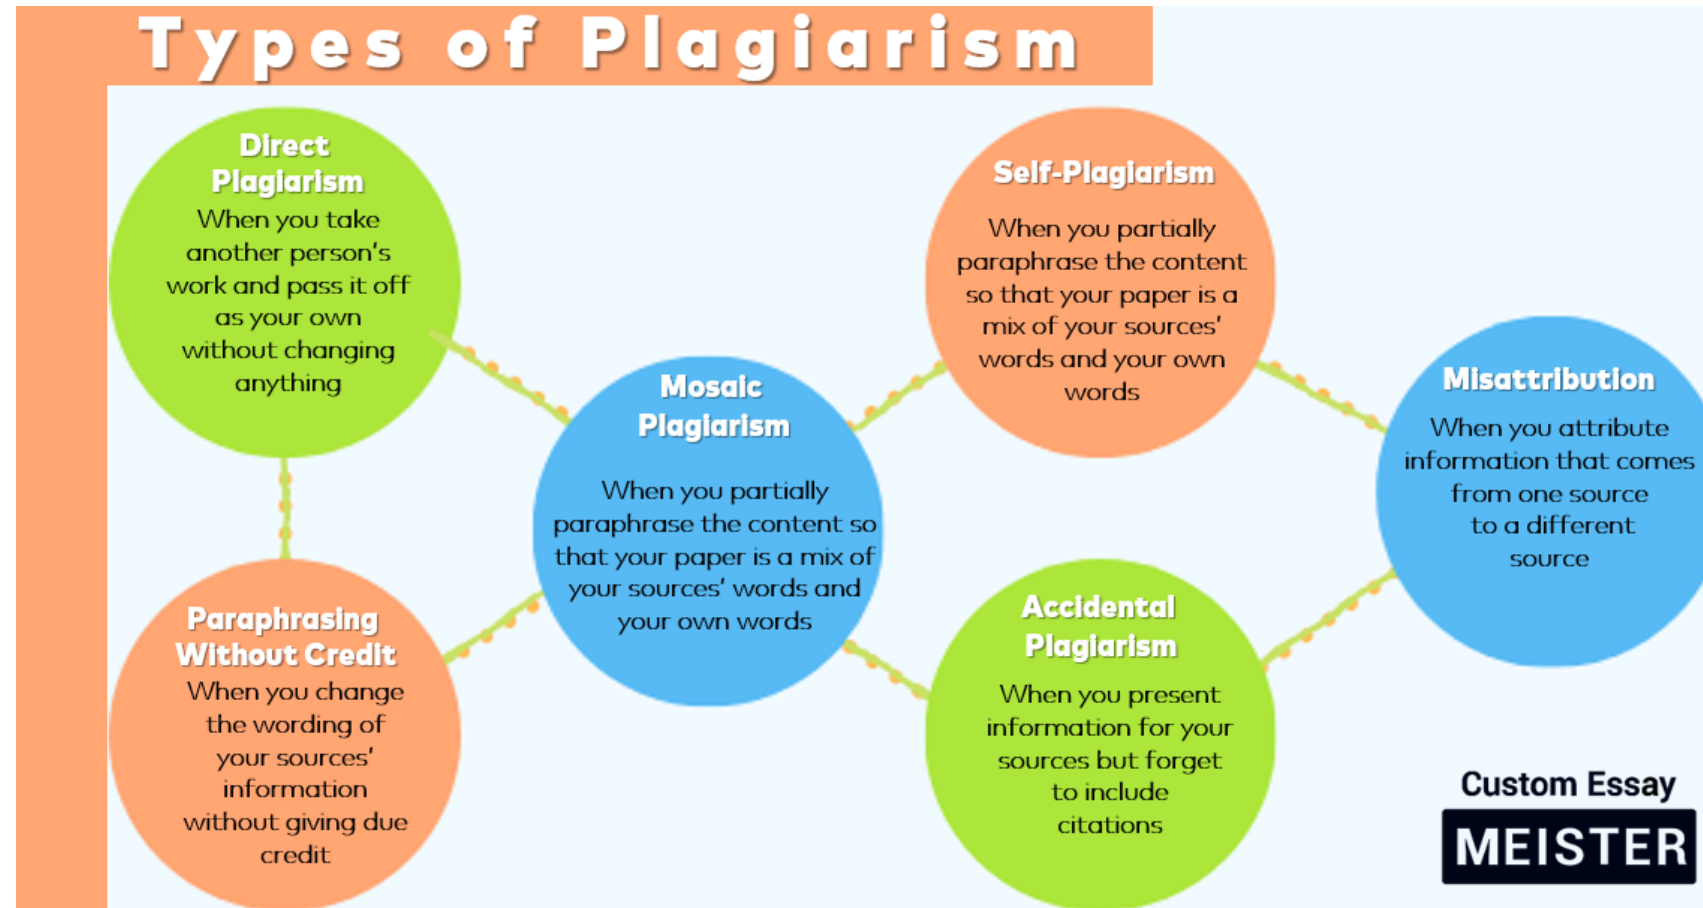 Types of Plagiarism
Direct
Plagiarism
When you take
another person's
work and pass it off
as your own
without changing
anything
Self-Plagiarism
When you partially
paraphrase the content
so that your paper is a
mix of your sources'
words and your own
words
Mosaic
Plagiarism
When you partially
paraphrase the content so
that your paper is a mix of
your sources' words and
your own words
Misattribution
When you attribute
information that comes
from one source
to a different
source
Paraphrasing
Without Credit
When you change
the wording of
your sources'
information
without giving due
credit
Accidental
Plagiarism
When you present
information for your
sources but forget
to include
citations
Custom Essay
MEISTER